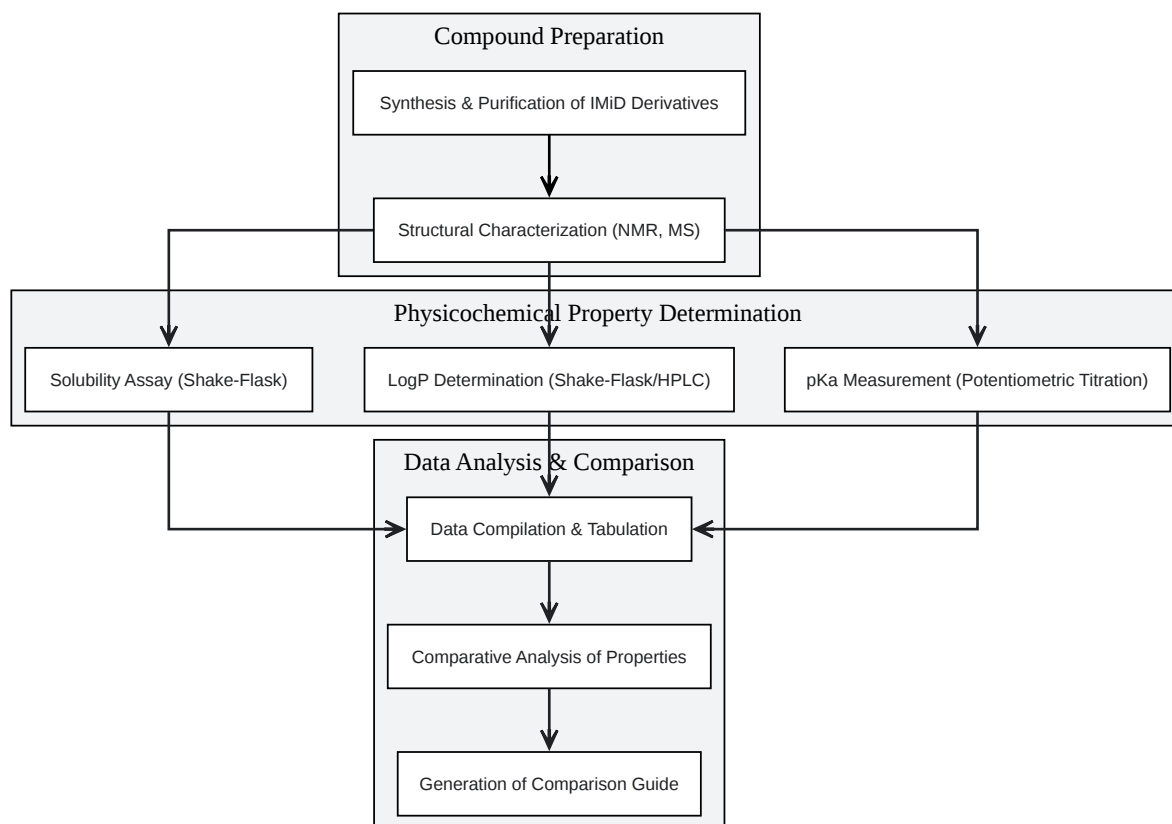 Compound Preparation
Synthesis & Purification of IMiD Derivatives
Structural Characterization (NMR, MS)
Physicochemical Property Determination
Solubility Assay (Shake-Flask)
LogP Determination (Shake-Flask/HPLC)
pKa Measurement (Potentiometric Titration)
Data Analysis & Comparison
Data Compilation & Tabulation
Comparative Analysis of Properties
Generation of Comparison Guide